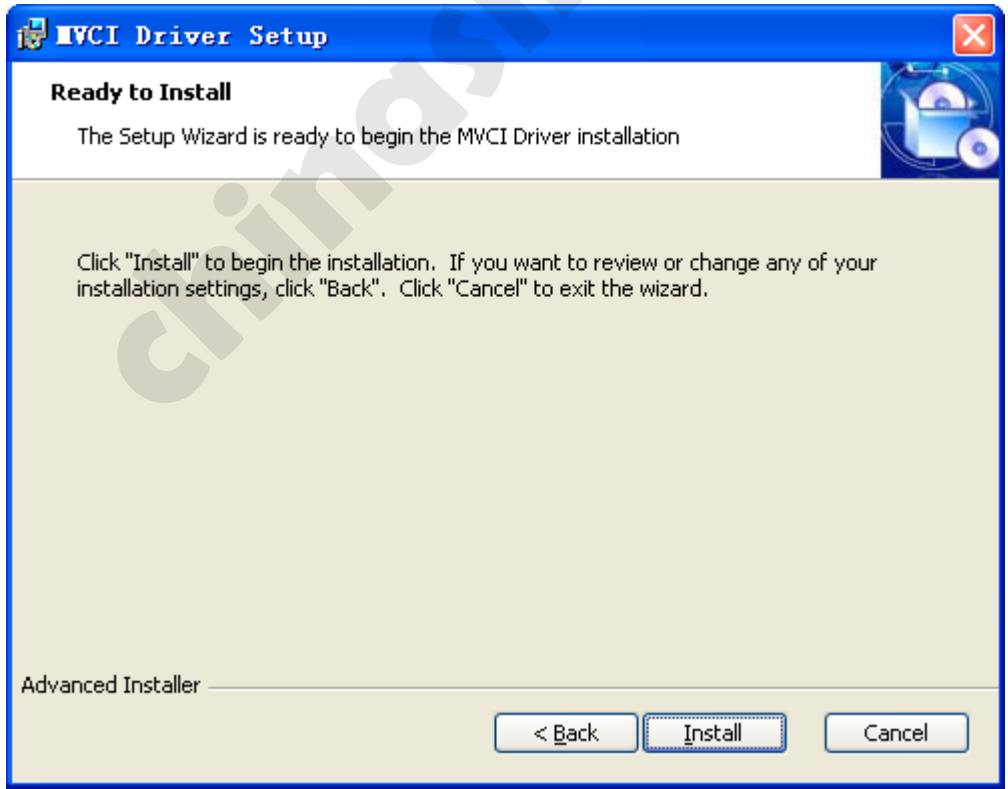 MVCI Driver Setup
Ready to Install
The Setup Wizard is ready to begin the MVCI Driver installation
Click "Install" to begin the installation.  If you want to review or change any of your
installation settings, click "Back".  Click "Cancel" to exit the wizard.
Advanced Installer
< Back
Install
Cancel